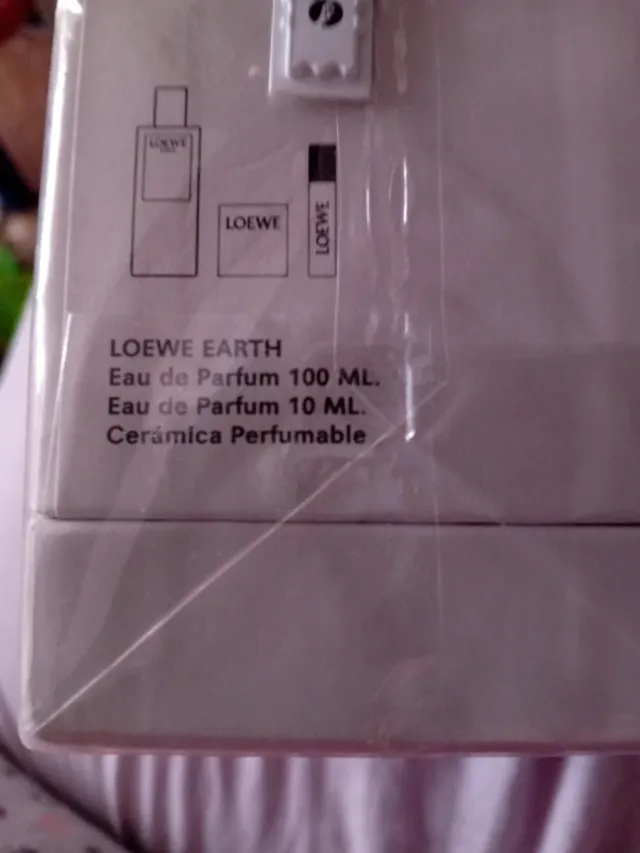 LOEWE
LOEWE
LOEWE
LOEWE EARTH
Eau de Parfum 100 ML.
Eau de Parfum 10 ML.
Cerámica Perfumable